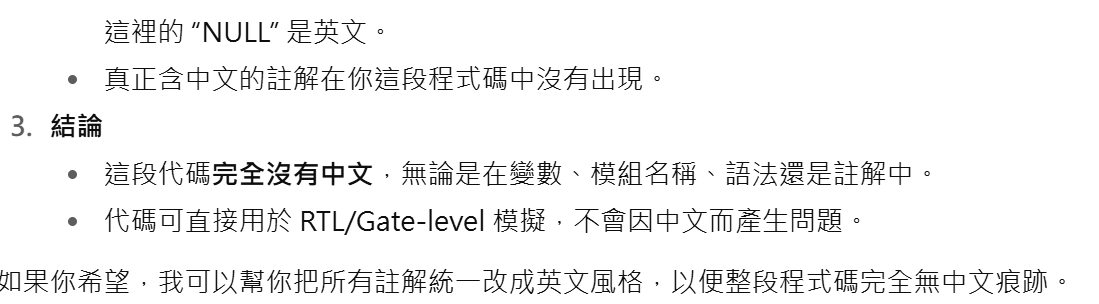 這裡的 “NULL” 是英文。
• 真正含中文的註解在你這段程式碼中沒有出現。
3. 結論
• 這段代碼完全沒有中文，無論是在變數、模組名稱、語法還是註解中。
• 代碼可直接用於 RTL/Gate-level 模擬，不會因中文而產生問題。
如果你希望，我可以幫你把所有註解統一改成英文風格，以便整段程式碼完全無中文痕跡。